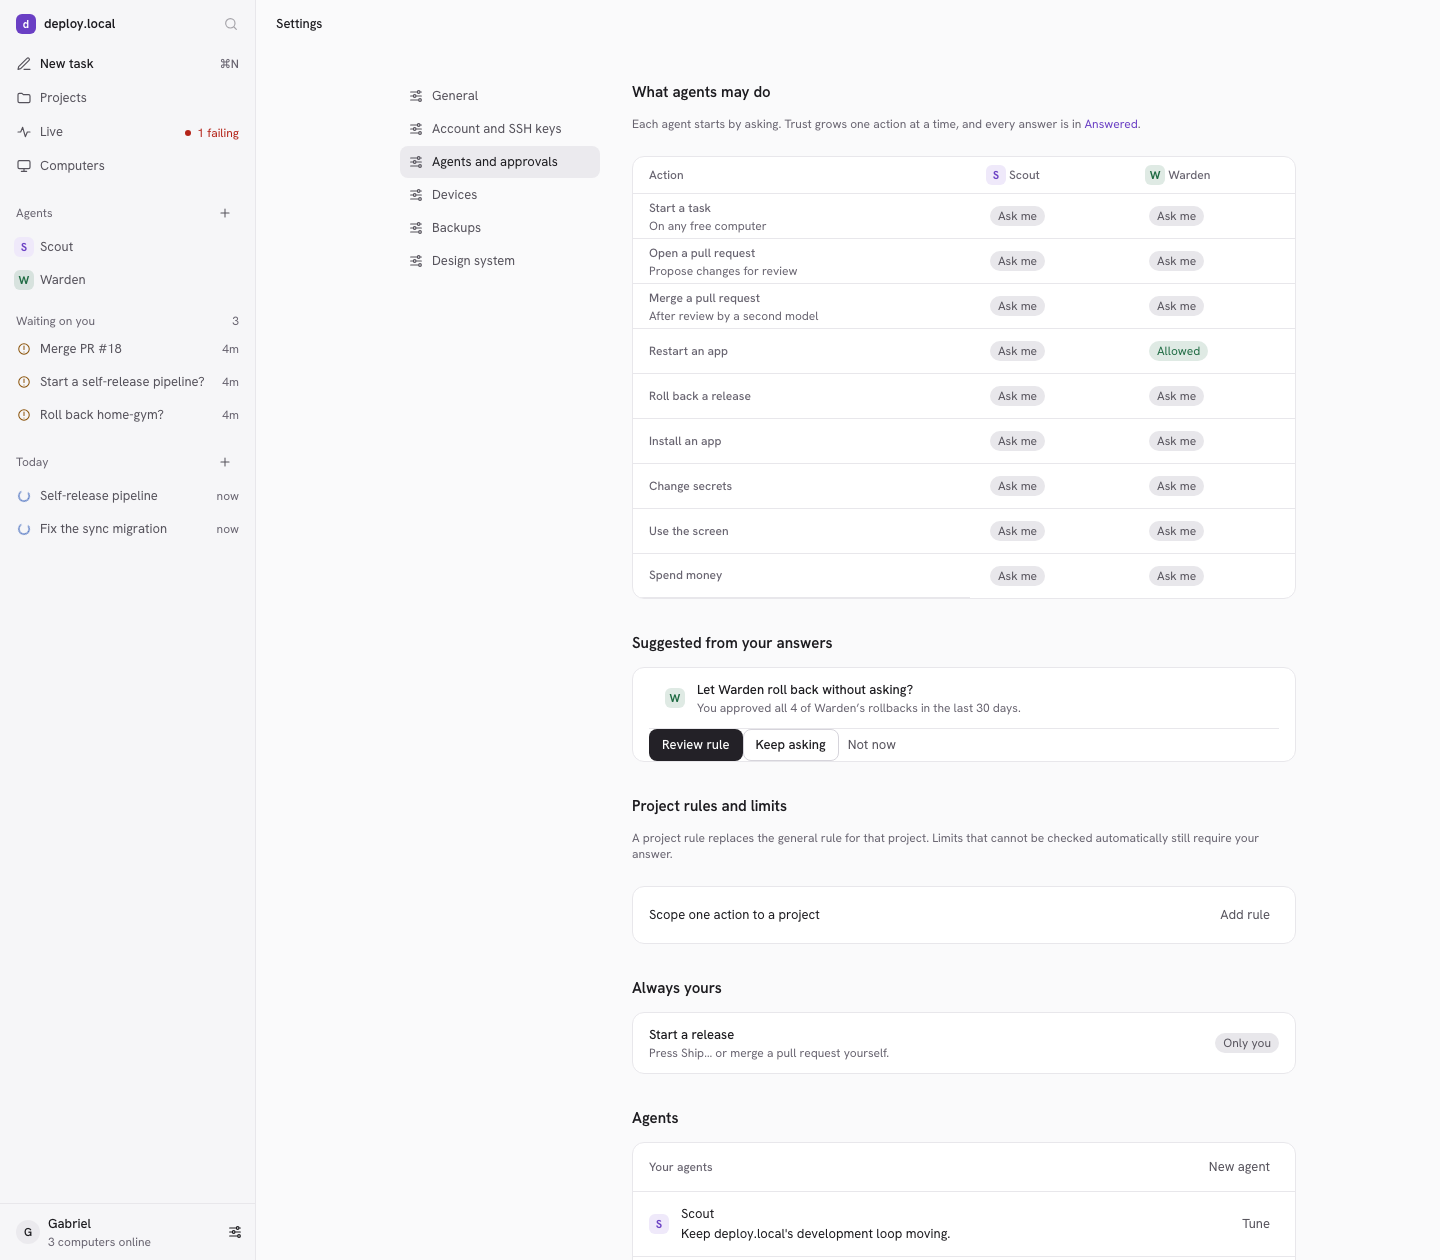 d deploy.local
New task ⌘N
Projects
Live 1 failing
Computers
Agents
S Scout
W Warden
Waiting on you 3
Merge PR #18 4m
Start a self-release pipeline? 4m
Roll back home-gym? 4m
Today
Self-release pipeline now
Fix the sync migration now
G Gabriel
3 computers online
Settings
General
Account and SSH keys
Agents and approvals
Devices
Backups
Design system
What agents may do
Each agent starts by asking. Trust grows one action at a time, and every answer is in Answered.
Action S Scout W Warden
Start a task
On any free computer
Ask me Ask me
Open a pull request
Propose changes for review
Ask me Ask me
Merge a pull request
After review by a second model
Ask me Ask me
Restart an app Ask me Allowed
Roll back a release Ask me Ask me
Install an app Ask me Ask me
Change secrets Ask me Ask me
Use the screen Ask me Ask me
Spend money Ask me Ask me
Suggested from your answers
W Let Warden roll back without asking?
You approved all 4 of Warden’s rollbacks in the last 30 days.
Review rule Keep asking Not now
Project rules and limits
A project rule replaces the general rule for that project. Limits that cannot be checked automatically still require your
answer.
Scope one action to a project Add rule
Always yours
Start a release
Press Ship… or merge a pull request yourself.
Only you
Agents
Your agents New agent
S Scout
Keep deploy.local's development loop moving.
Tune